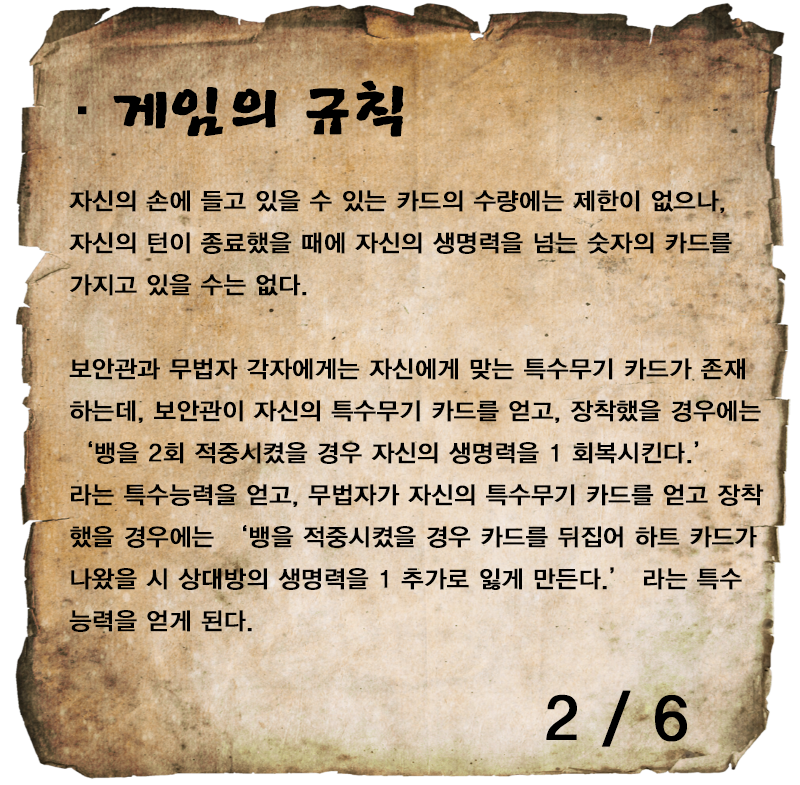 · 게임의 규칙
자신의 손에 들고 있을 수 있는 카드의 수량에는 제한이 없으나,
자신의 턴이 종료했을 때에 자신의 생명력을 넘는 숫자의 카드를
가지고 있을 수는 없다.
보안관과 무법자 각자에게는 자신에게 맞는 특수무기 카드가 존재
하는데, 보안관이 자신의 특수무기 카드를 얻고, 장착했을 경우에는
‘뱅을 2회 적중시켰을 경우 자신의 생명력을 1 회복시킨다.’
라는 특수능력을 얻고, 무법자가 자신의 특수무기 카드를 얻고 장착
했을 경우에는 ‘뱅을 적중시켰을 경우 카드를 뒤집어 하트 카드가
나왔을 시 상대방의 생명력을 1 추가로 잃게 만든다.’ 라는 특수
능력을 얻게 된다.
2 / 6